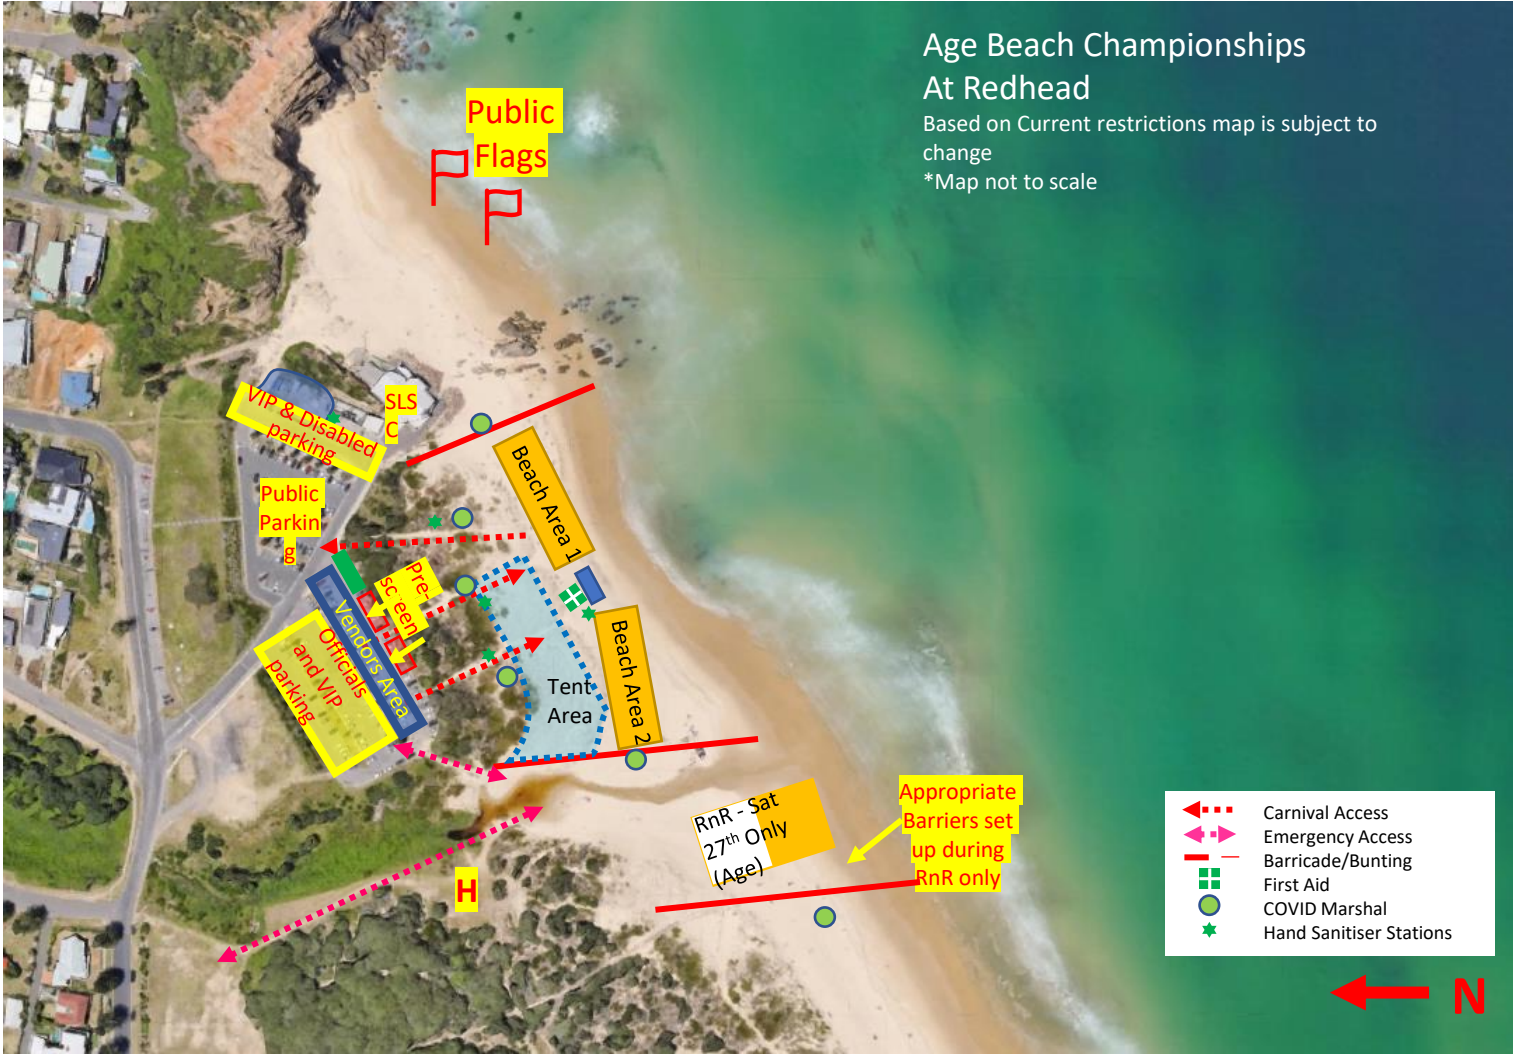 Age Beach Championships
At Redhead
Based on Current restrictions map is subject to
change
*Map not to scale
Public
Flags
VIP & Disabled
parking
SLS
C
Public
Parkin
g
Beach Area 1
Pre-
screen
Vendors Area
Officials
and VIP
parking
Tent
Area
Beach Area 2
RnR - Sat
27th Only
(Age)
Appropriate
Barriers set
up during
RnR only
H
Carnival Access
Emergency Access
Barricade/Bunting
First Aid
COVID Marshal
Hand Sanitiser Stations
N